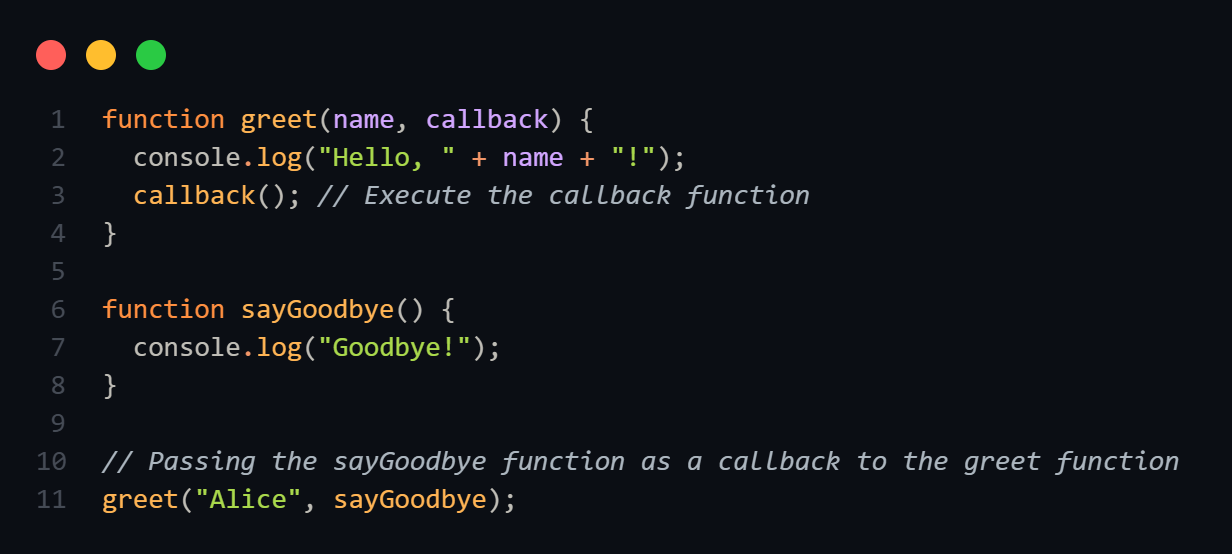 1 function greet(name, callback) {
2   console.log("Hello, " + name + "!");
3   callback(); // Execute the callback function
4 }
5
6 function sayGoodbye() {
7   console.log("Goodbye!");
8 }
9
10 // Passing the sayGoodbye function as a callback to the greet function
11 greet("Alice", sayGoodbye);